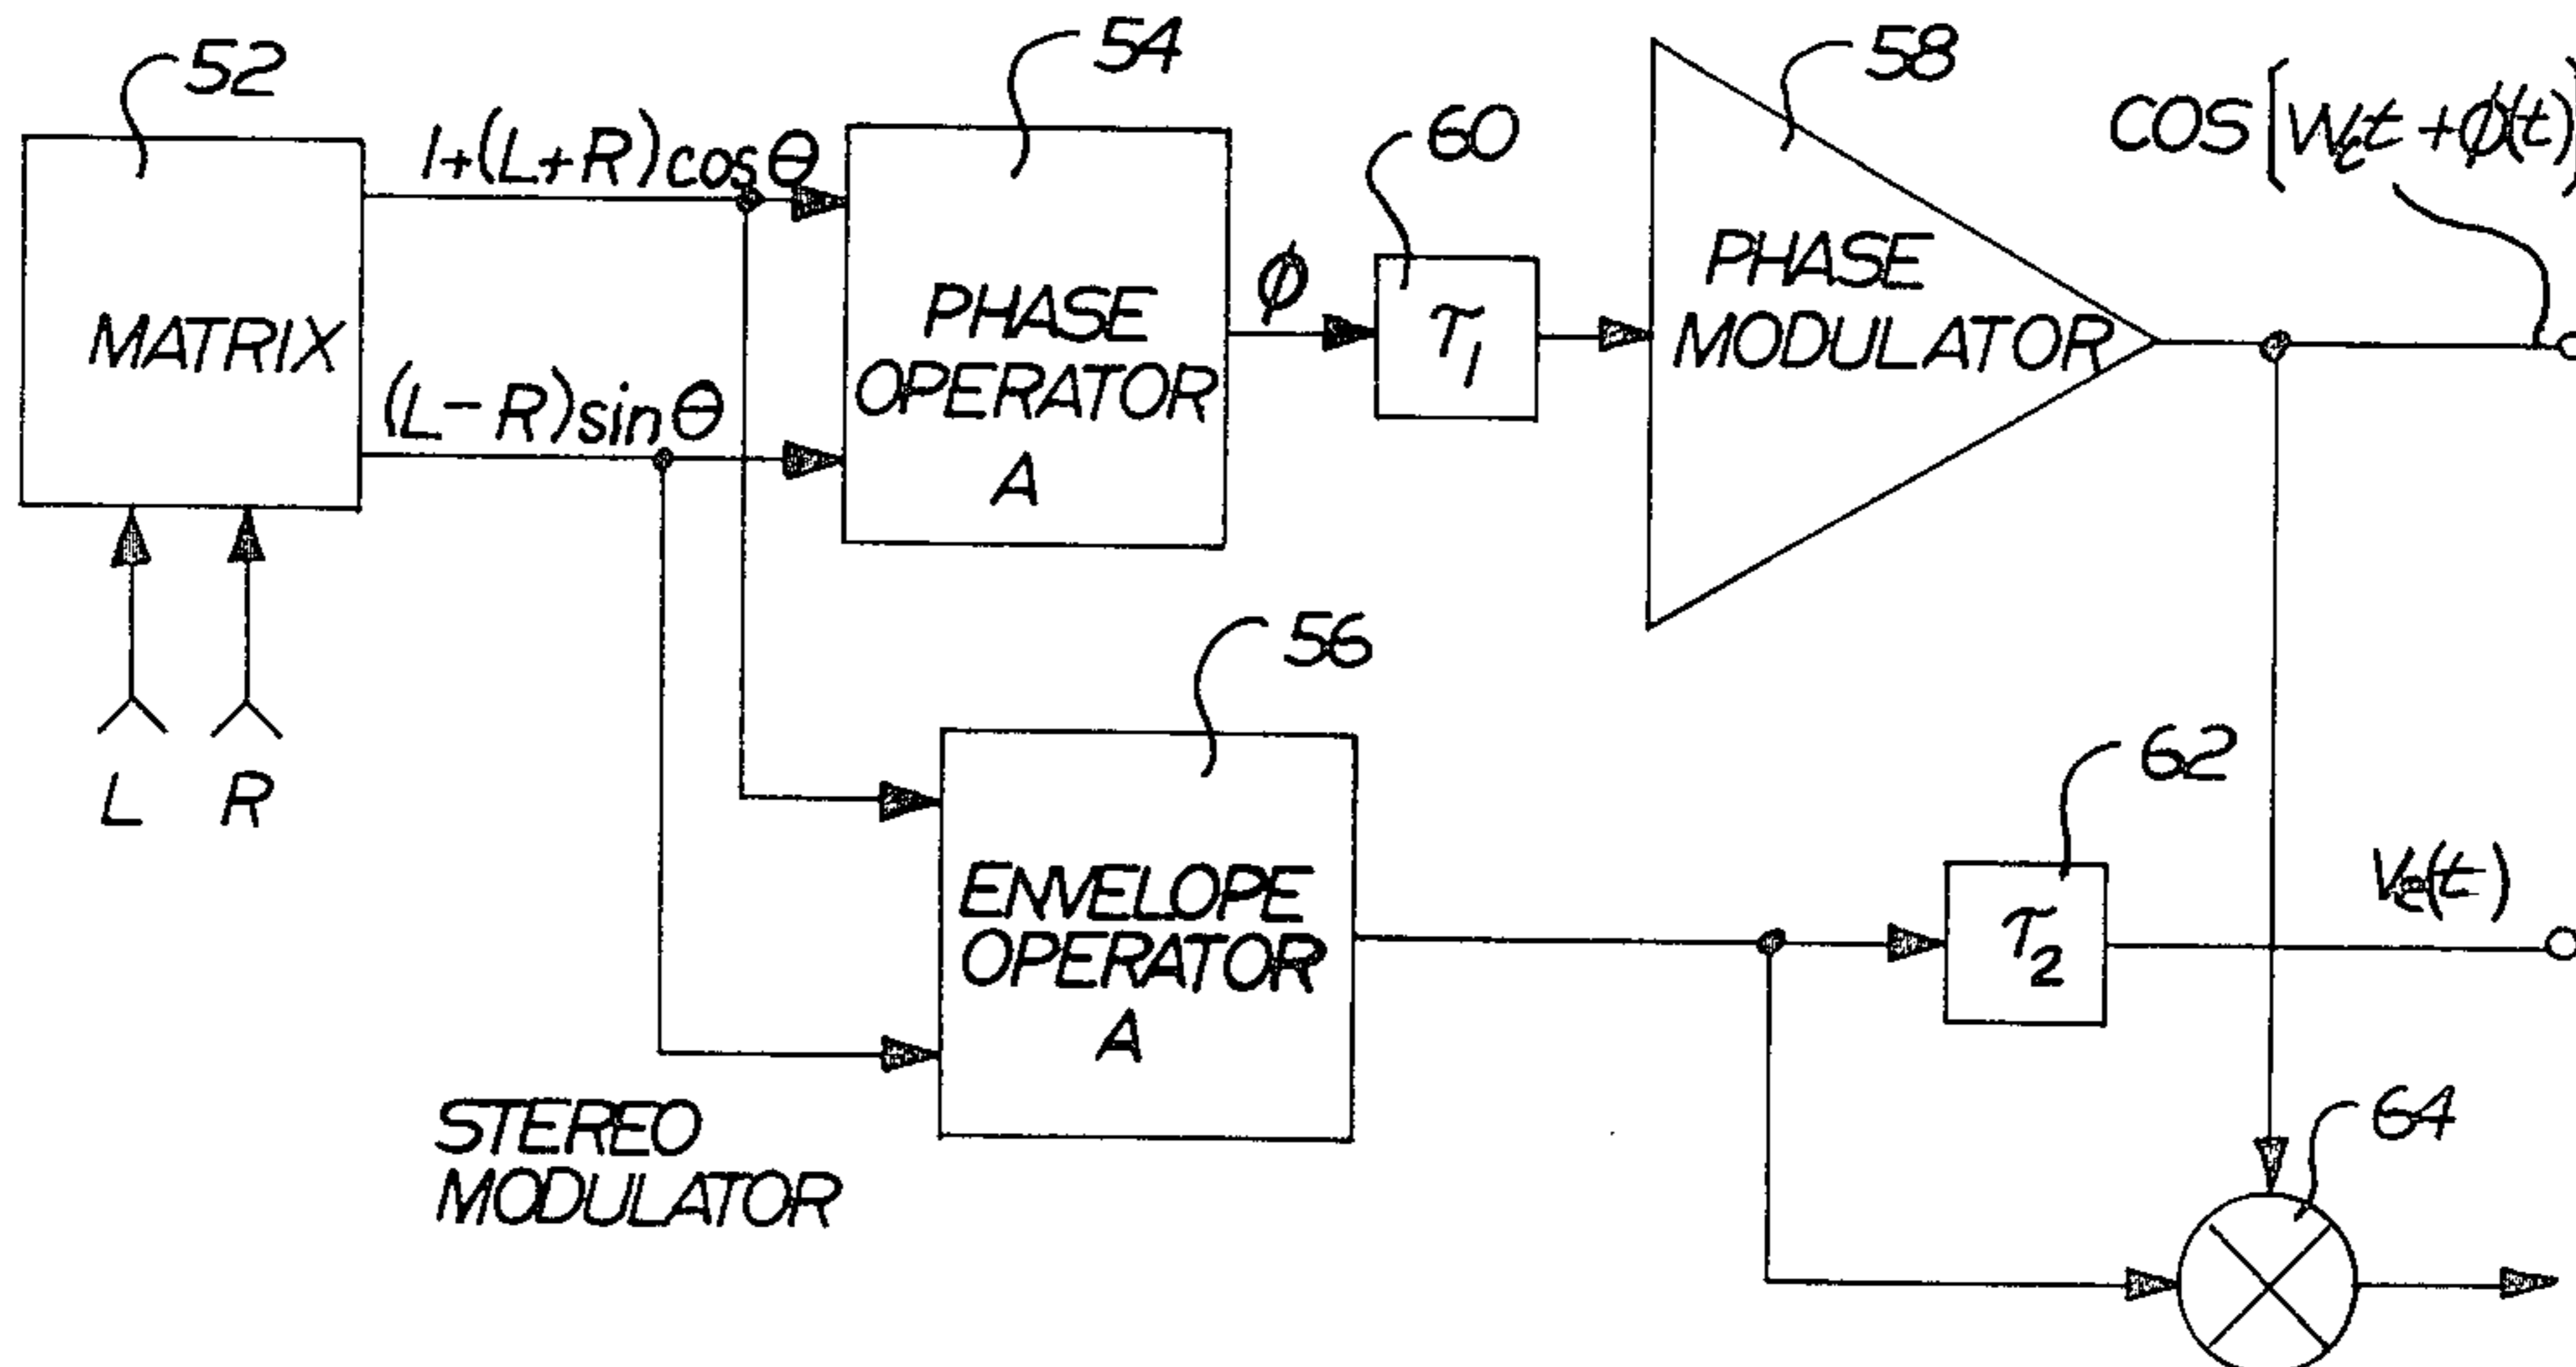 52
54
58
COS[Wct + ϕ(t)]
1+(L+R)cosθ
60
MATRIX
PHASE
OPERATOR
A
ϕ
τ1
PHASE
MODULATOR
(L-R)sinθ
L R
56
62
ENVELOPE
OPERATOR
A
τ2
Ve(t)
STEREO
MODULATOR
64